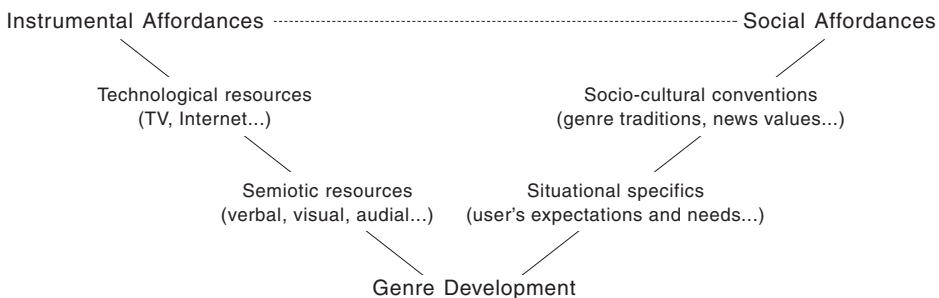 Instrumental Affordances
Social Affordances
Technological resources
(TV, Internet...)
Socio-cultural conventions
(genre traditions, news values...)
Semiotic resources
(verbal, visual, audial...)
Situational specifics
(user's expectations and needs...)
Genre Development